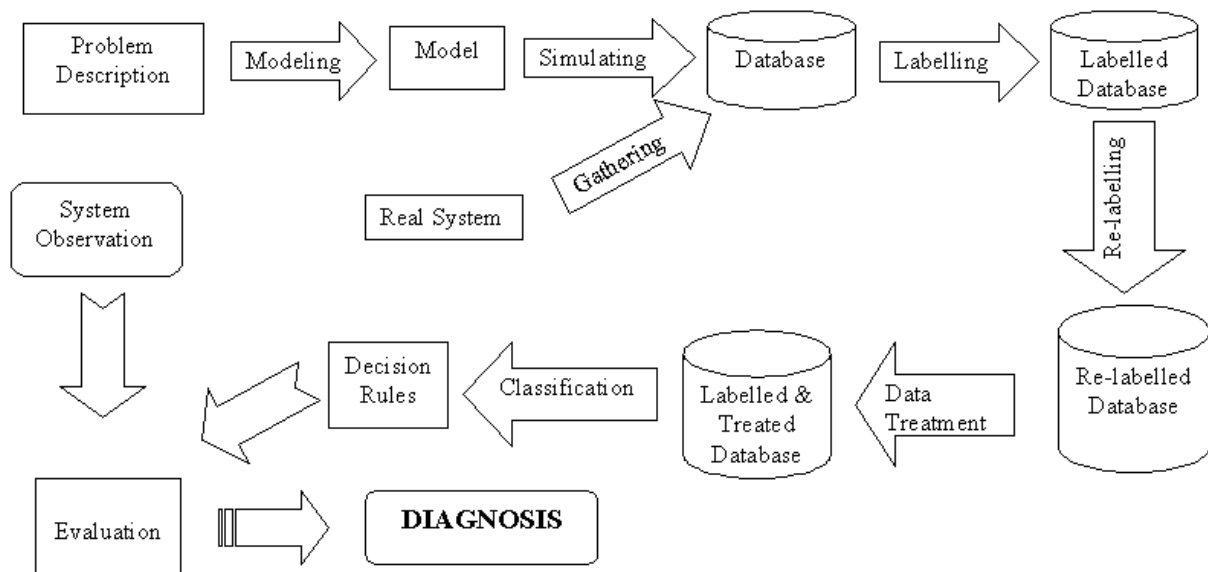 Problem
Description
Modeling
Model
Simulating
Database
Labelling
Labelled
Database
Gathering
Re-labelling
System
Observation
Real System
Decision
Rules
Classification
Labelled &
Treated
Database
Data
Treatment
Re-labelled
Database
Evaluation
DIAGNOSIS